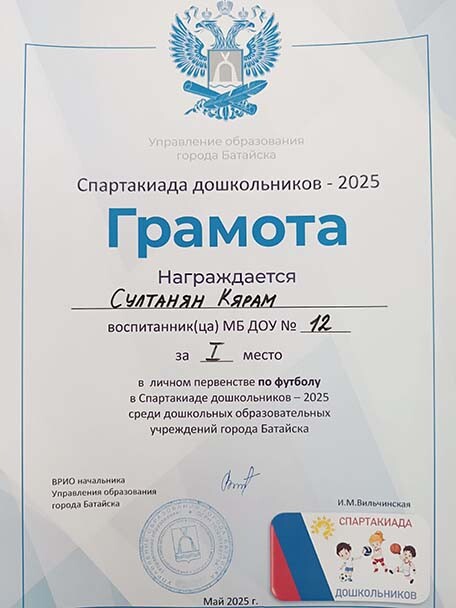 Управление образования
города Батайска
Спартакиада дошкольников - 2025
Грамота
Награждается
Султанян Кярам
воспитанник(ца) МБ ДОУ № 12
за I место
в личном первенстве по футболу
в Спартакиаде дошкольников – 2025
среди дошкольных образовательных
учреждений города Батайска
ВРИО начальника
Управления образования
города Батайска
И.М.Вильчинская
СПАРТАКИАДА
ДОШКОЛЬНИКОВ
Май 2025 г.